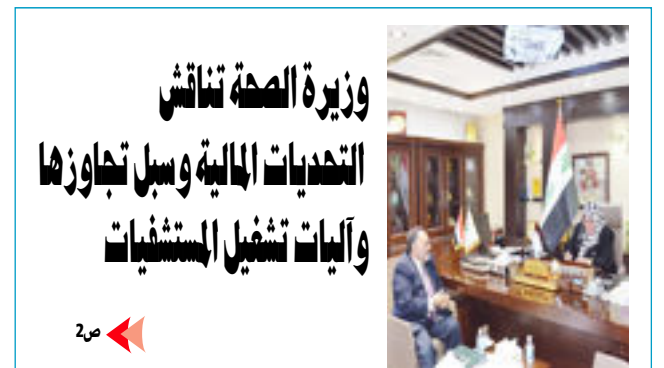 وزيرة الصحة تناقش
التحديات المالية وسبل تجاوزها
وآليات تشغيل المستشفيات
ص2